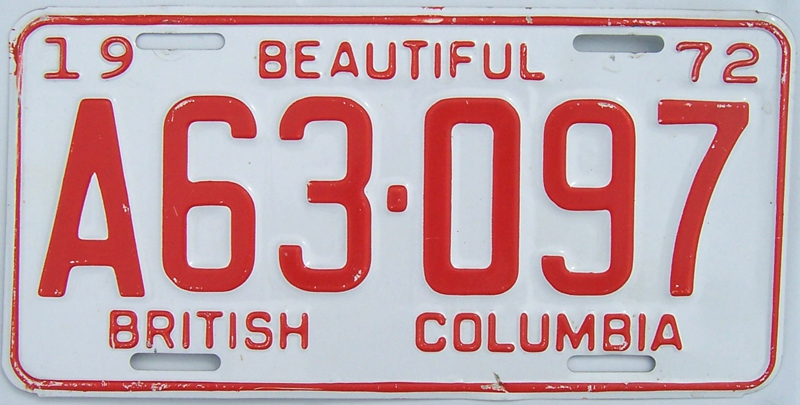 19 BEAUTIFUL 72
A63·097
BRITISH COLUMBIA